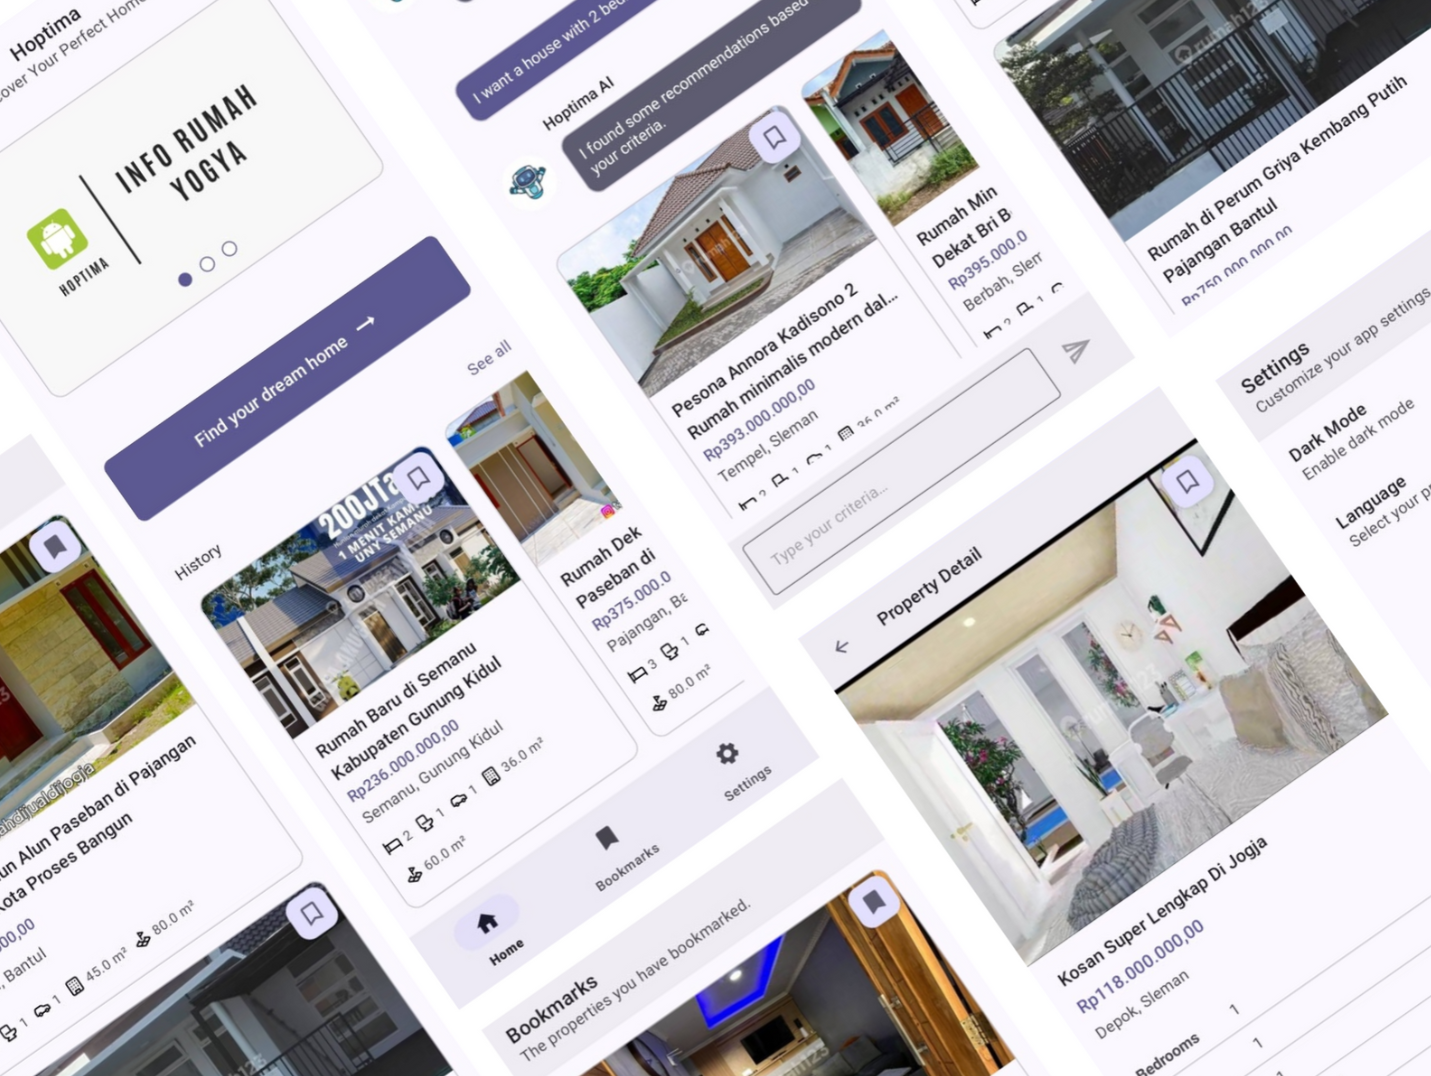 Hoptima
cover Your Perfect Home
INFO RUMAH
YOGYA
HOPTIMA
Find your dream home →
See all
History
200JTa
1 MENIT KAM
UNY SEMANU
Rumah Baru di Semanu
Kabupaten Gunung Kidul
Rp236.000.000,00
Semanu, Gunung Kidul
2 1 1 36.0 m²
60.0 m²
Rumah Dek
Paseban di
Rp375.000.0
Pajangan, Ba
3 1
80.0 m²
Home
Bookmarks
Settings
un Alun Paseban di Pajangan
Kota Proses Bangun
00,00
, Bantul
1 1 45.0 m² 80.0 m²
I want a house with 2 bed
Hoptima AI
I found some recommendations based
your criteria.
Pesona Annora Kadisono 2
Rumah minimalis modern dal...
Rp393.000.000,00
Tempel, Sleman
2 1 1 36.0 m²
Rumah Min
Dekat Bri B
Rp395.000.0
Berbah, Slem
2 1
Type your criteria...
Bookmarks
The properties you have bookmarked.
rumah123
Rumah di Perum Griya Kembang Putih
Pajangan Bantul
Rp750.000.000,00
Property Detail
Kosan Super Lengkap Di Jogja
Rp118.000.000,00
Depok, Sleman
Bedrooms 1
1
1
Settings
Customize your app settings
Dark Mode
Enable dark mode
Language
Select your p